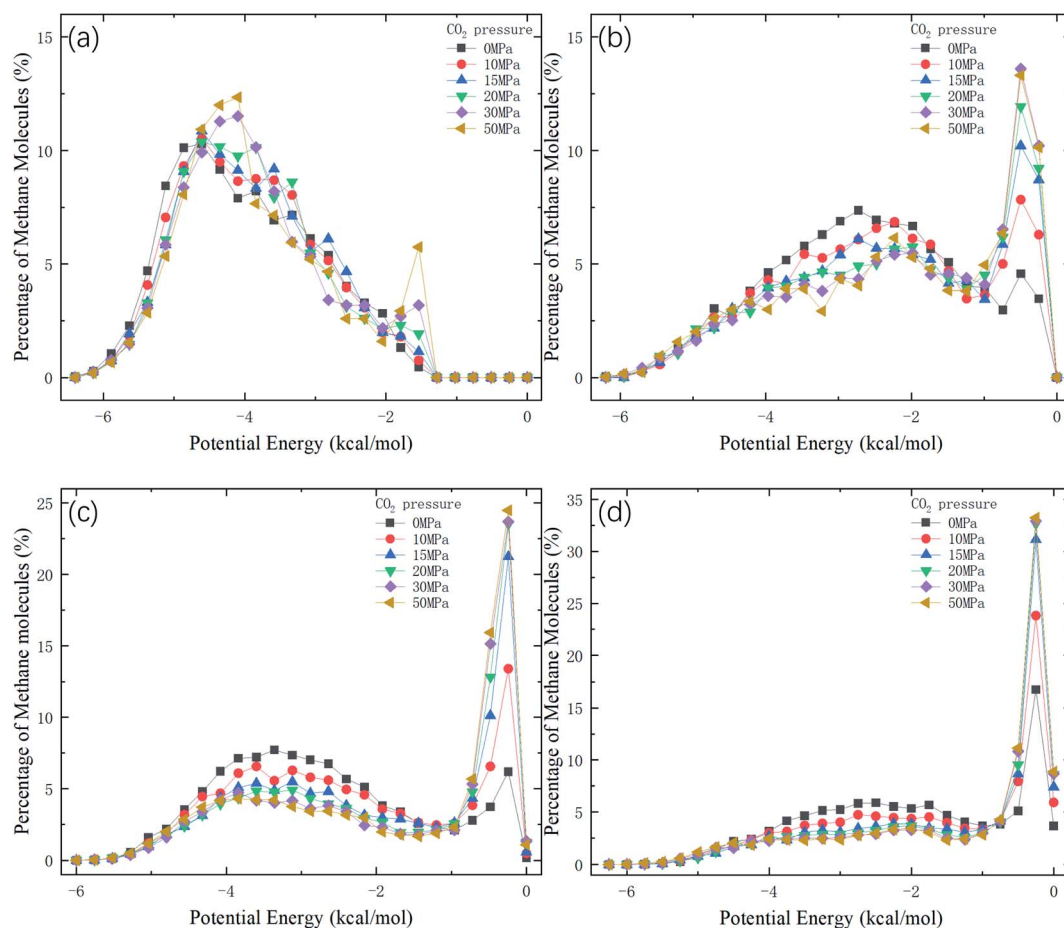 (a)
CO2 pressure
0MPa
10MPa
15MPa
20MPa
30MPa
50MPa
15
10
5
0
-6
-4
-2
0
Percentage of Methane Molecules (%)
Potential Energy (kcal/mol)
(b)
CO2 pressure
0MPa
10MPa
15MPa
20MPa
30MPa
50MPa
15
10
5
0
-6
-4
-2
0
Percentage of Methane Molecules (%)
Potential Energy (kcal/mol)
(c)
CO2 pressure
0MPa
10MPa
15MPa
20MPa
30MPa
50MPa
25
20
15
10
5
0
-6
-4
-2
0
Percentage of Methane molecules (%)
Potential Energy (kcal/mol)
(d)
CO2 pressure
0MPa
10MPa
15MPa
20MPa
30MPa
50MPa
35
30
25
20
15
10
5
0
-6
-4
-2
0
Percentage of Methane Molecules (%)
Potential Energy (kcal/mol)